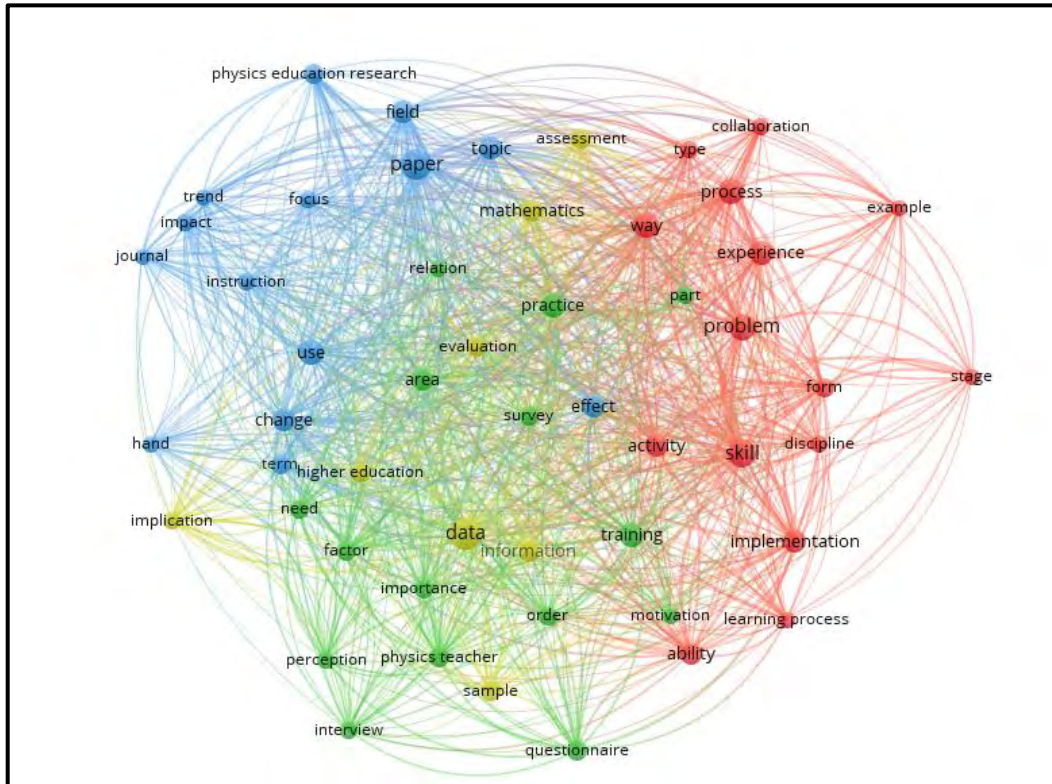 physics education research
field
collaboration
assessment
type
topic
paper
process
trend
focus
example
mathematics
impact
way
journal
experience
relation
instruction
part
practice
problem
evaluation
use
stage
area
form
effect
survey
change
hand
activity
skill
discipline
term
higher education
need
implication
data
training
implementation
factor
information
importance
order
motivation
learning process
ability
perception
physics teacher
sample
interview
questionnaire